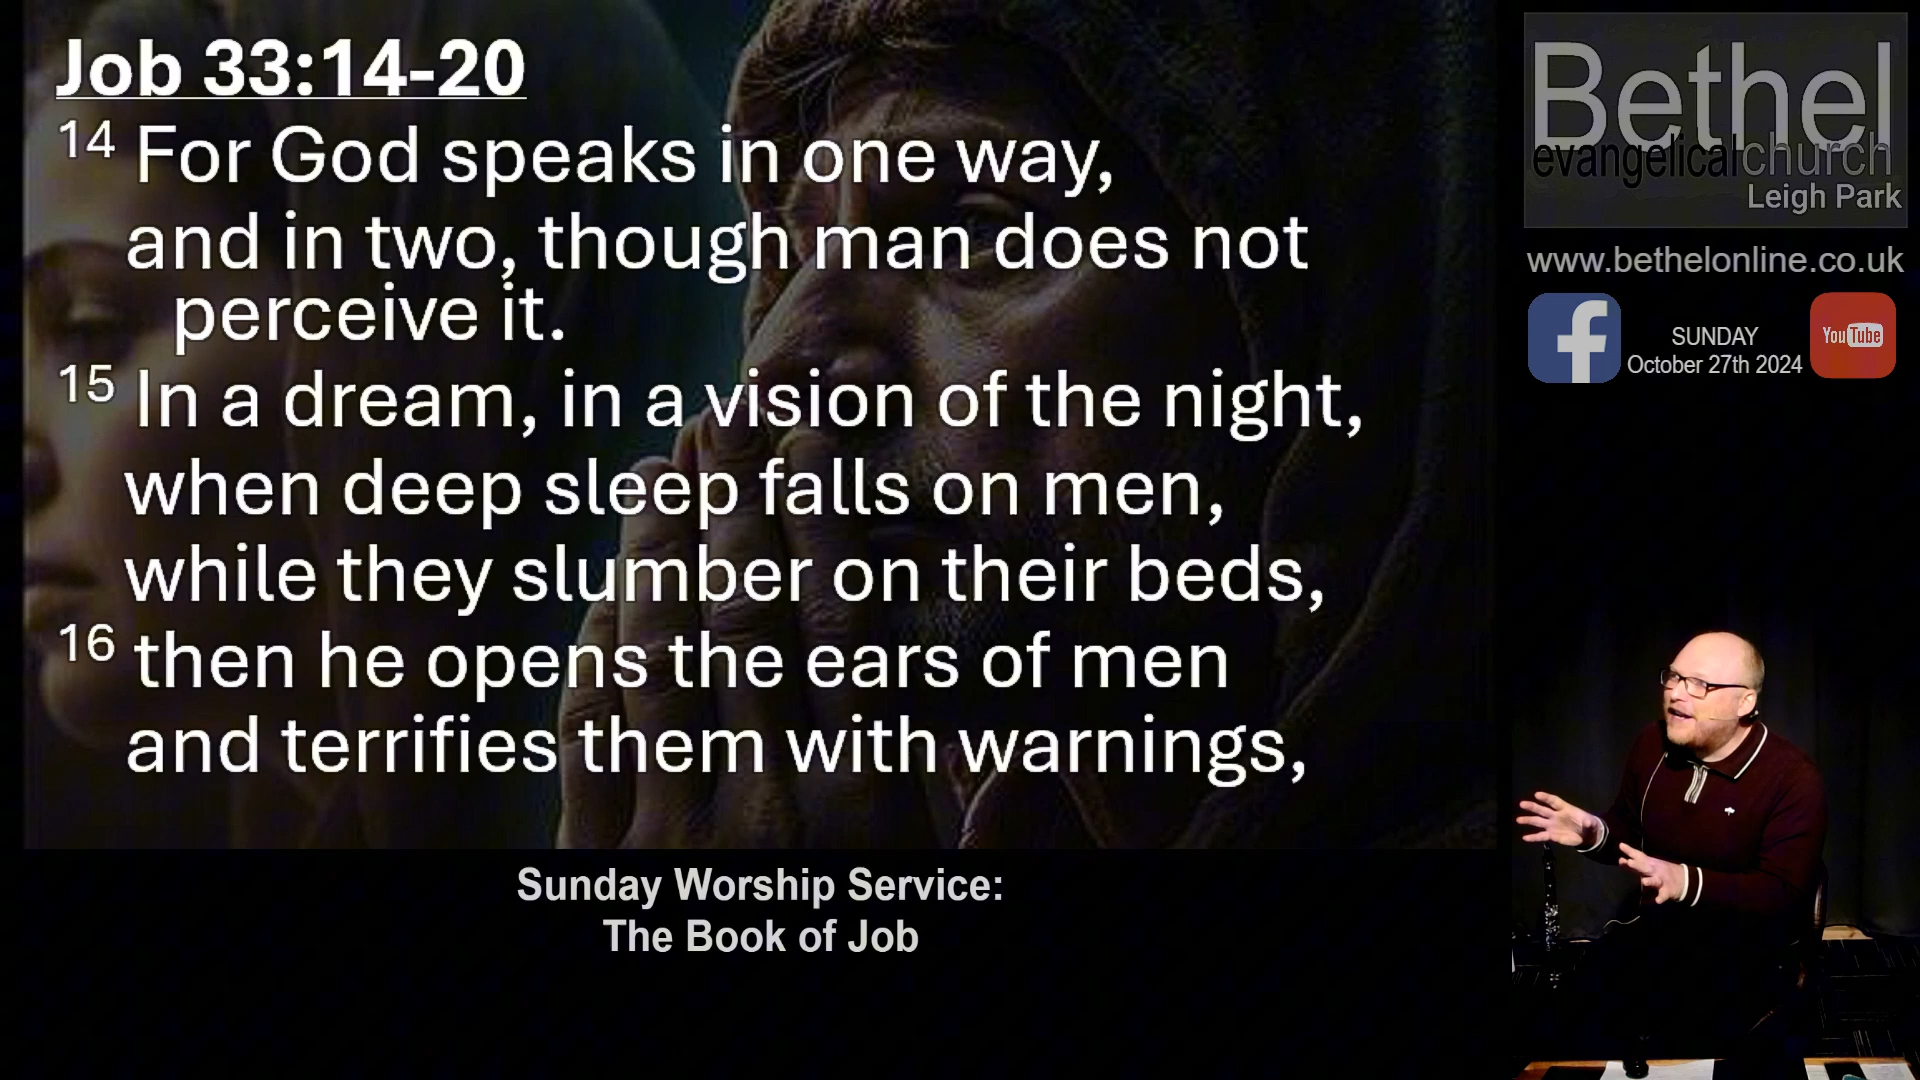 Job 33:14-20
14 For God speaks in one way,
and in two, though man does not
perceive it.
15 In a dream, in a vision of the night,
when deep sleep falls on men,
while they slumber on their beds,
16 then he opens the ears of men
and terrifies them with warnings,
Sunday Worship Service:
The Book of Job
Bethel
evangelicalchurch
Leigh Park
www.bethelonline.co.uk
f
SUNDAY
October 27th 2024
YouTube